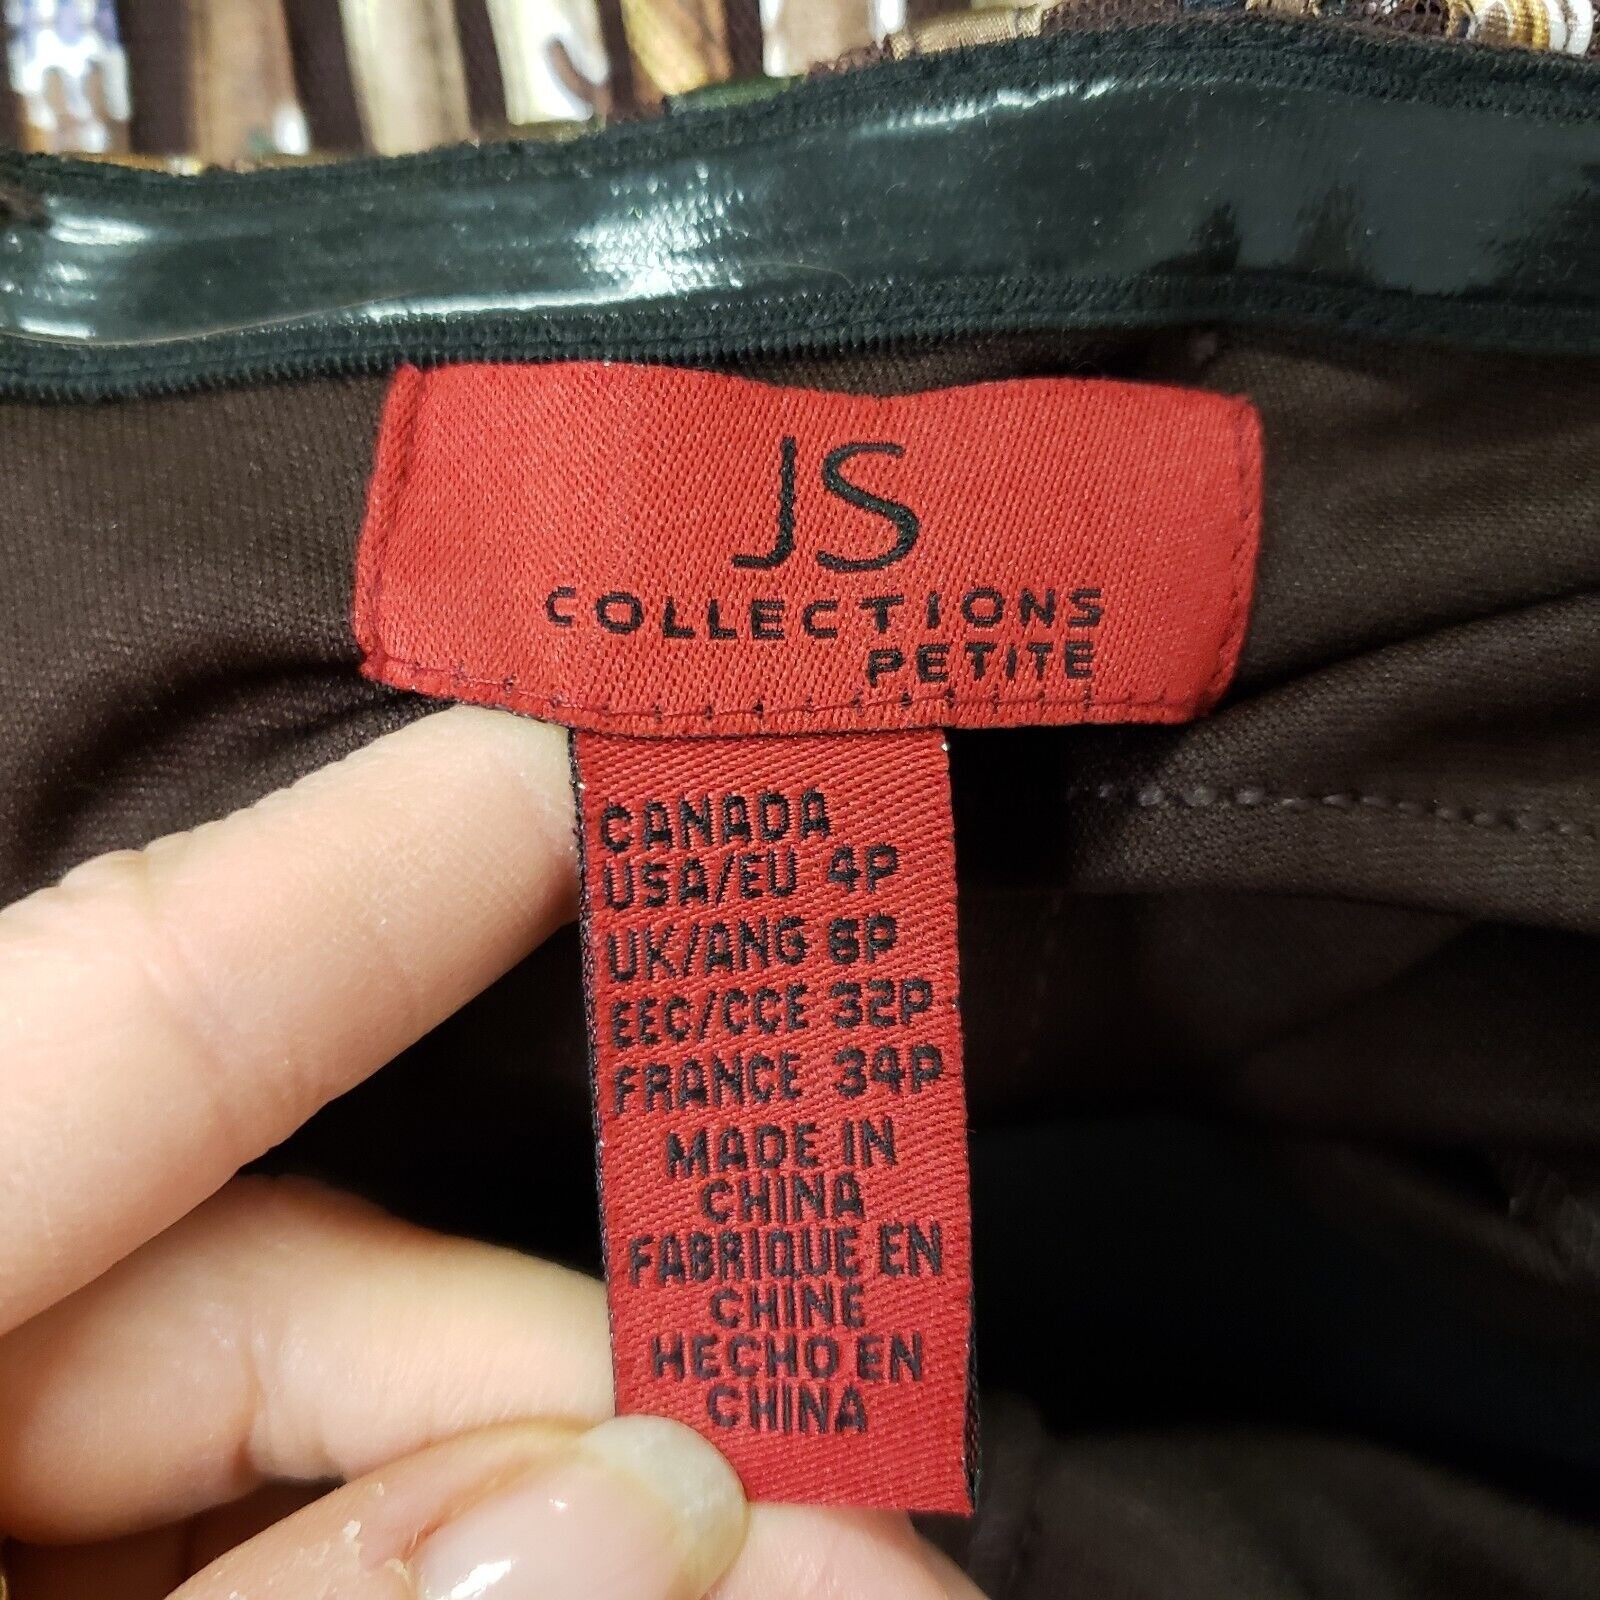 JS
COLLECTIONS
PETITE
CANADA
USA/EU 4P
UK/ANG 6P
EEC/CCE 32P
FRANCE 34P
MADE IN
CHINA
FABRIQUE EN
CHINE
HECHO EN
CHINA